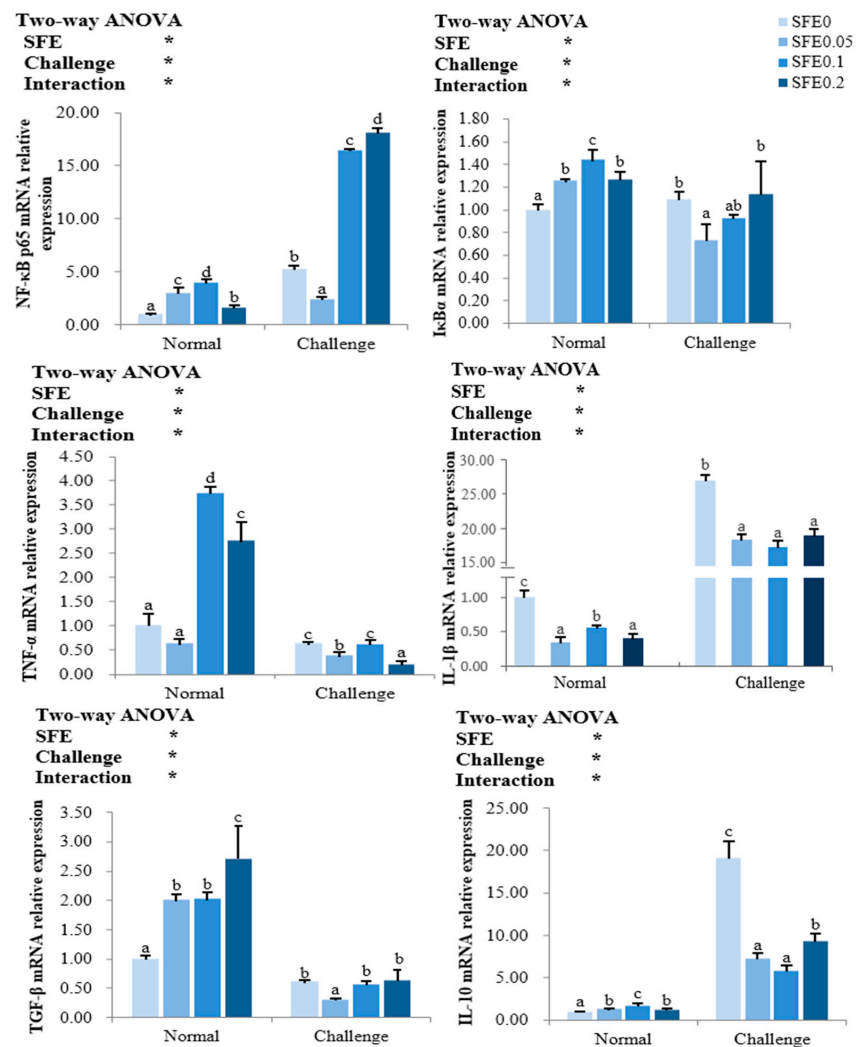 Two-way ANOVA
SFE *
Challenge *
Interaction *
NF-κB p65 mRNA relative
expression
20.00
15.00
10.00
5.00
0.00
a
c
d
b
b
a
c
d
Normal
Challenge
Two-way ANOVA
SFE *
Challenge *
Interaction *
SFE0
SFE0.05
SFE0.1
SFE0.2
IκBα mRNA relative expression
1.80
1.60
1.40
1.20
1.00
0.80
0.60
0.40
0.20
0.00
a
b
c
b
b
a
ab
b
Normal
Challenge
Two-way ANOVA
SFE *
Challenge *
Interaction *
TNF-α mRNA relative expression
4.50
4.00
3.50
3.00
2.50
2.00
1.50
1.00
0.50
0.00
a
a
d
c
c
b
c
a
Normal
Challenge
Two-way ANOVA
SFE *
Challenge *
Interaction *
IL-1β mRNA relative expression
30.00
25.00
20.00
15.00
1.00
0.50
0.00
c
a
b
a
b
a
a
a
Normal
Challenge
Two-way ANOVA
SFE *
Challenge *
Interaction *
TGF-β mRNA relative expression
3.50
3.00
2.50
2.00
1.50
1.00
0.50
0.00
a
b
b
c
b
a
b
b
Normal
Challenge
Two-way ANOVA
SFE *
Challenge *
Interaction *
IL-10 mRNA relative expression
25.00
20.00
15.00
10.00
5.00
0.00
a
b
c
b
c
a
a
b
Normal
Challenge